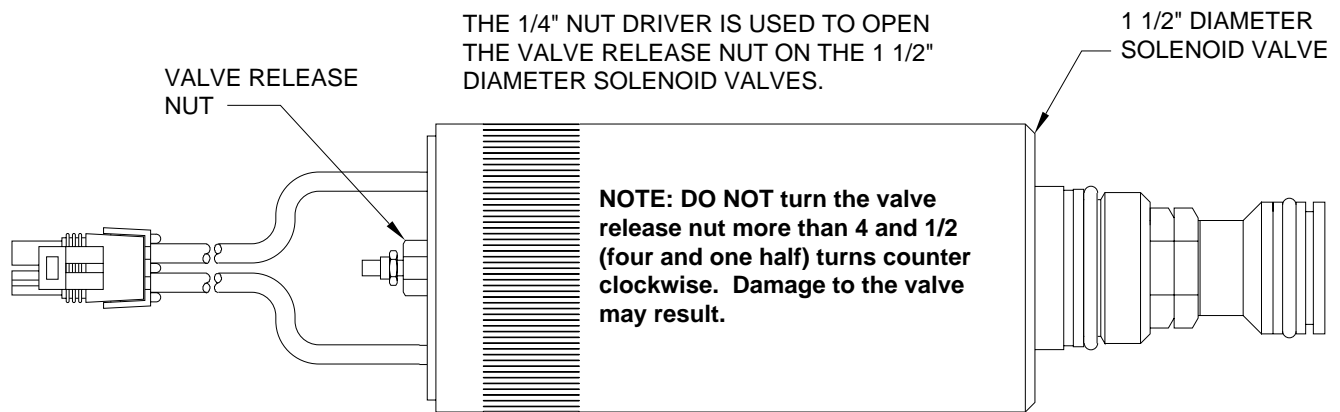 THE 1/4" NUT DRIVER IS USED TO OPEN
THE VALVE RELEASE NUT ON THE 1 1/2"
DIAMETER SOLENOID VALVES.
1 1/2" DIAMETER
SOLENOID VALVE
VALVE RELEASE
NUT
NOTE: DO NOT turn the valve
release nut more than 4 and 1/2
(four and one half) turns counter
clockwise.  Damage to the valve
may result.